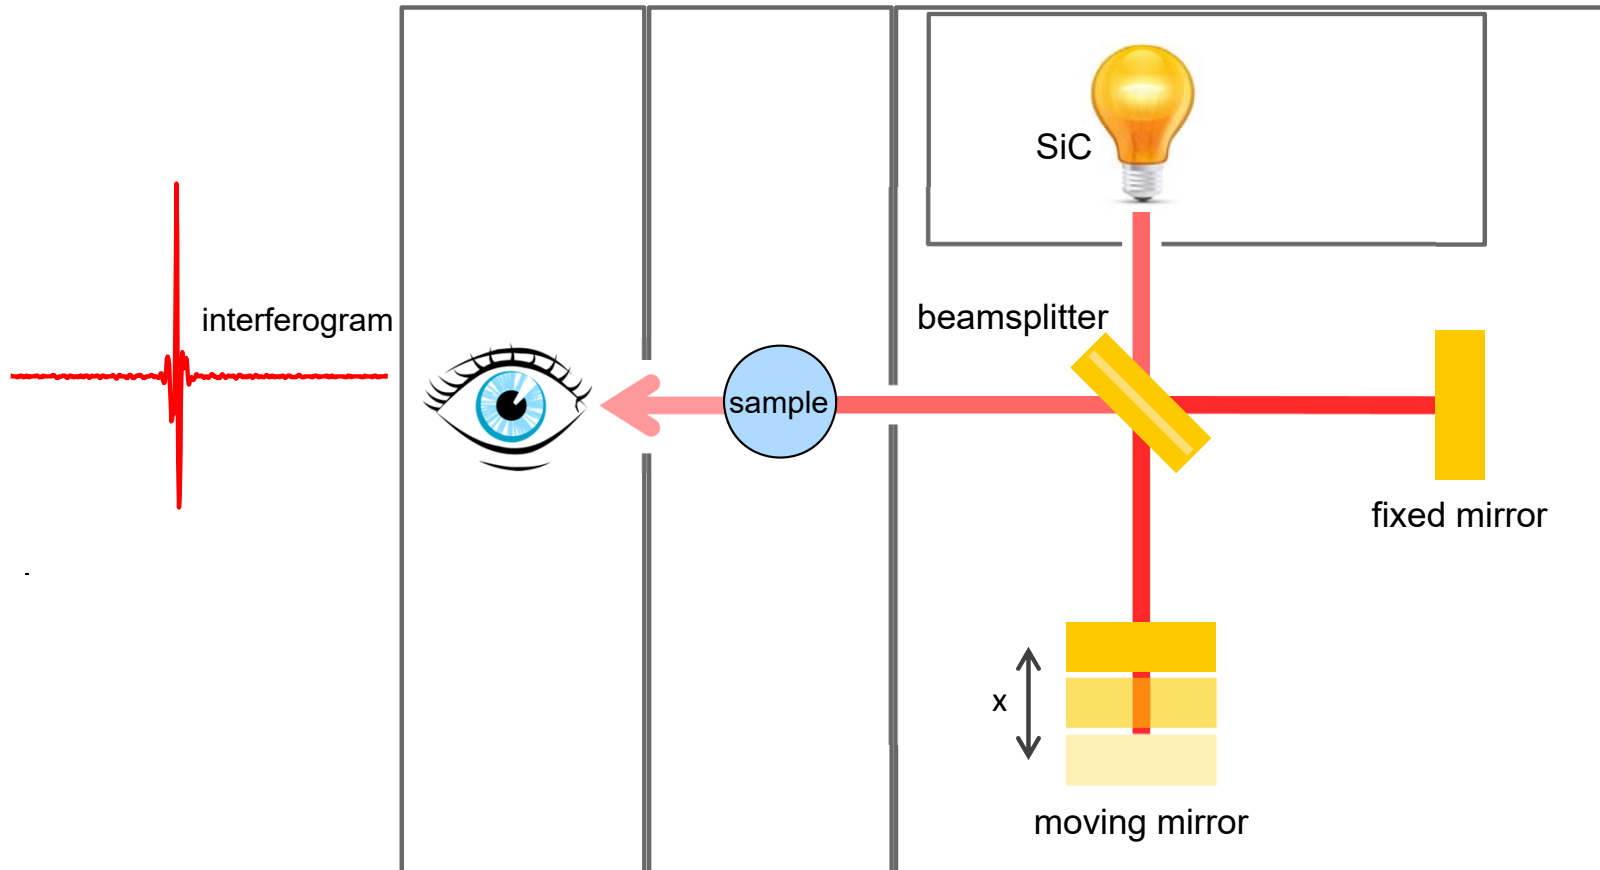 SiC
interferogram
beamsplitter
sample
fixed mirror
x
moving mirror